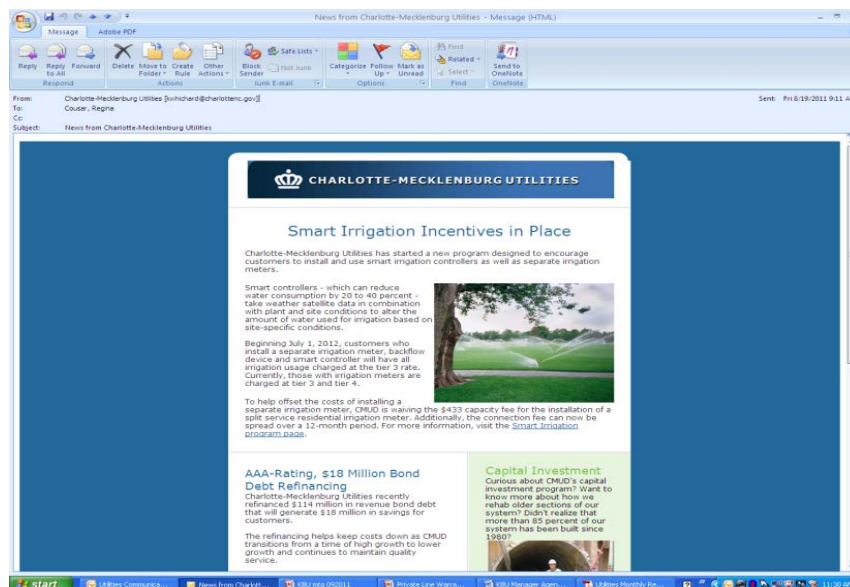 News from Charlotte-Mecklenburg Utilities - Message (HTML)
Message Adobe PDF
Reply Reply to All Forward Delete Move to Folder Create Rule Other Actions Block Sender Safe Lists Not Junk Categorize Follow Up Mark as Unread Find Related Select Send to OneNote
Respond Actions Junk E-mail Options Find OneNote
From: Charlotte-Mecklenburg Utilities [kwhichard@charlottenc.gov]
Sent: Fri 8/19/2011 9:11 A
To: Cousar, Regina
Cc:
Subject: News from Charlotte-Mecklenburg Utilities
CHARLOTTE-MECKLENBURG UTILITIES
Smart Irrigation Incentives in Place
Charlotte-Mecklenburg Utilities has started a new program designed to encourage
customers to install and use smart irrigation controllers as well as separate irrigation
meters.
Smart controllers - which can reduce
water consumption by 20 to 40 percent -
take weather satellite data in combination
with plant and site conditions to alter the
amount of water used for irrigation based on
site-specific conditions.
Beginning July 1, 2012, customers who
install a separate irrigation meter, backflow
device and smart controller will have all
irrigation usage charged at the tier 3 rate.
Currently, those with irrigation meters are
charged at tier 3 and tier 4.
To help offset the costs of installing a
separate irrigation meter, CMUD is waiving the $433 capacity fee for the installation of a
split service residential irrigation meter. Additionally, the connection fee can now be
spread over a 12-month period. For more information, visit the Smart Irrigation
program page.
AAA-Rating, $18 Million Bond
Debt Refinancing
Charlotte-Mecklenburg Utilities recently
refinanced $114 million in revenue bond debt
that will generate $18 million in savings for
customers.
The refinancing helps keep costs down as CMUD
transitions from a time of high growth to lower
growth and continues to maintain quality
service.
Capital Investment
Curious about CMUD's capital
investment program? Want to
know more about how we
rehab older sections of our
system? Didn't realize that
more than 85 percent of our
system has been built since
1980?
start Utilities Communica... News from Charlott... KBU mtg 092011 Private Line Warra... KBU Manager Agen... Utilities Monthly Re... 11:30 AM